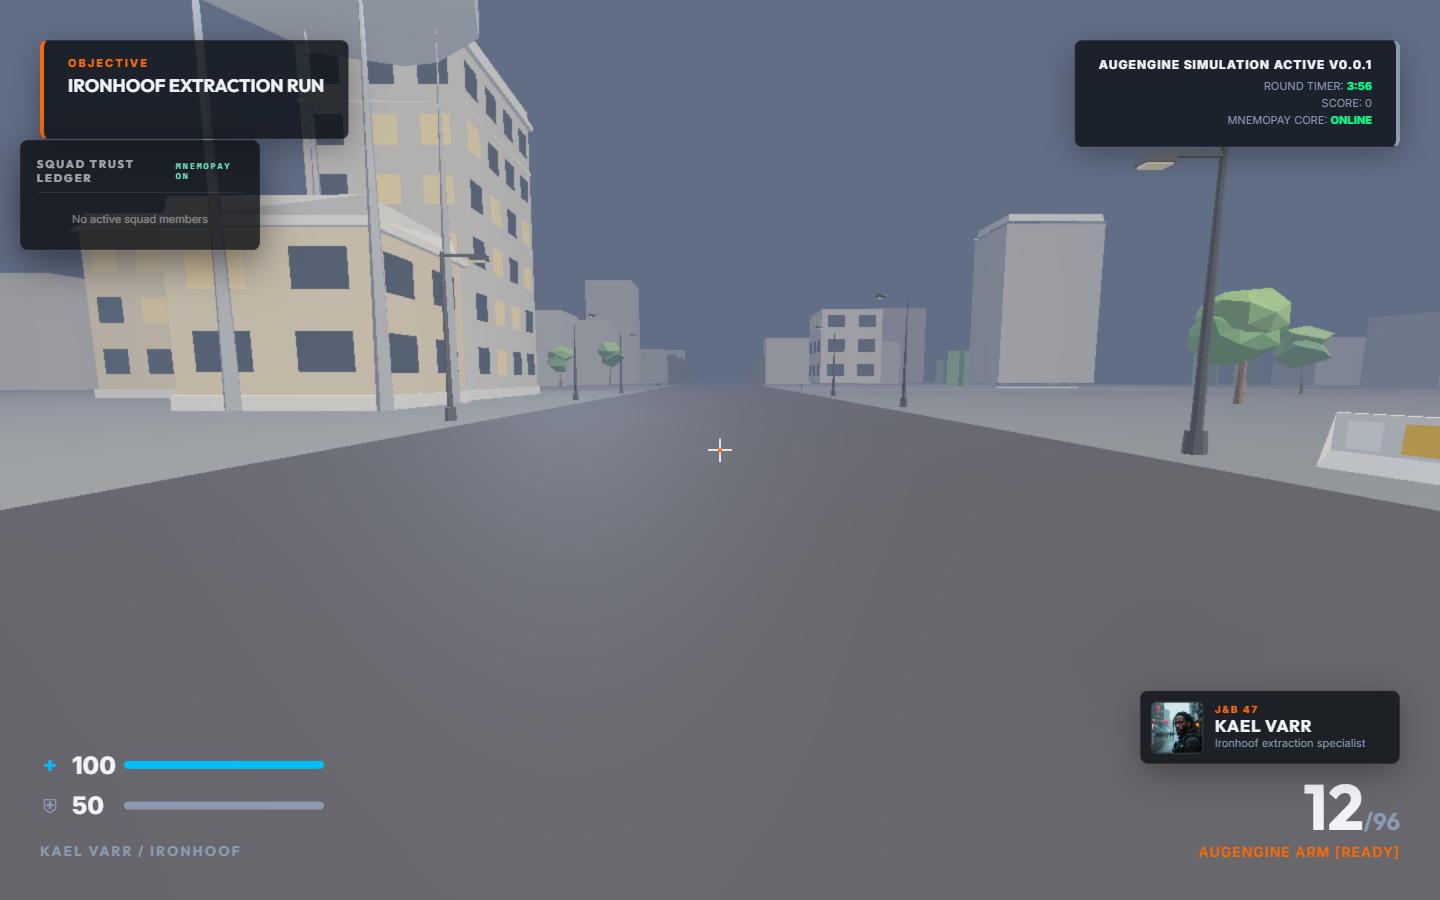 OBJECTIVE
IRONHOOF EXTRACTION RUN
SQUAD TRUST
LEDGER
MNEMOPAY
ON
No active squad members
AUGENGINE SIMULATION ACTIVE V0.0.1
ROUND TIMER: 3:56
SCORE: 0
MNEMOPAY CORE: ONLINE
100
50
KAEL VARR / IRONHOOF
J&B 47
KAEL VARR
Ironhoof extraction specialist
12/96
AUGENGINE ARM [READY]